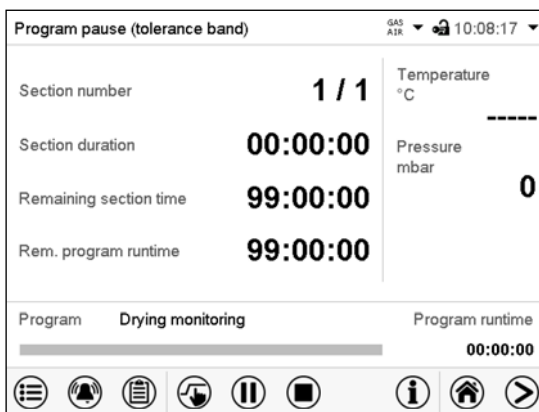 Program pause (tolerance band)
GAS
AIR
10:08:17
Section number 1 / 1
Section duration 00:00:00
Remaining section time 99:00:00
Rem. program runtime 99:00:00
Temperature
°C
-----
Pressure
mbar
0
Program Drying monitoring
Program runtime
00:00:00